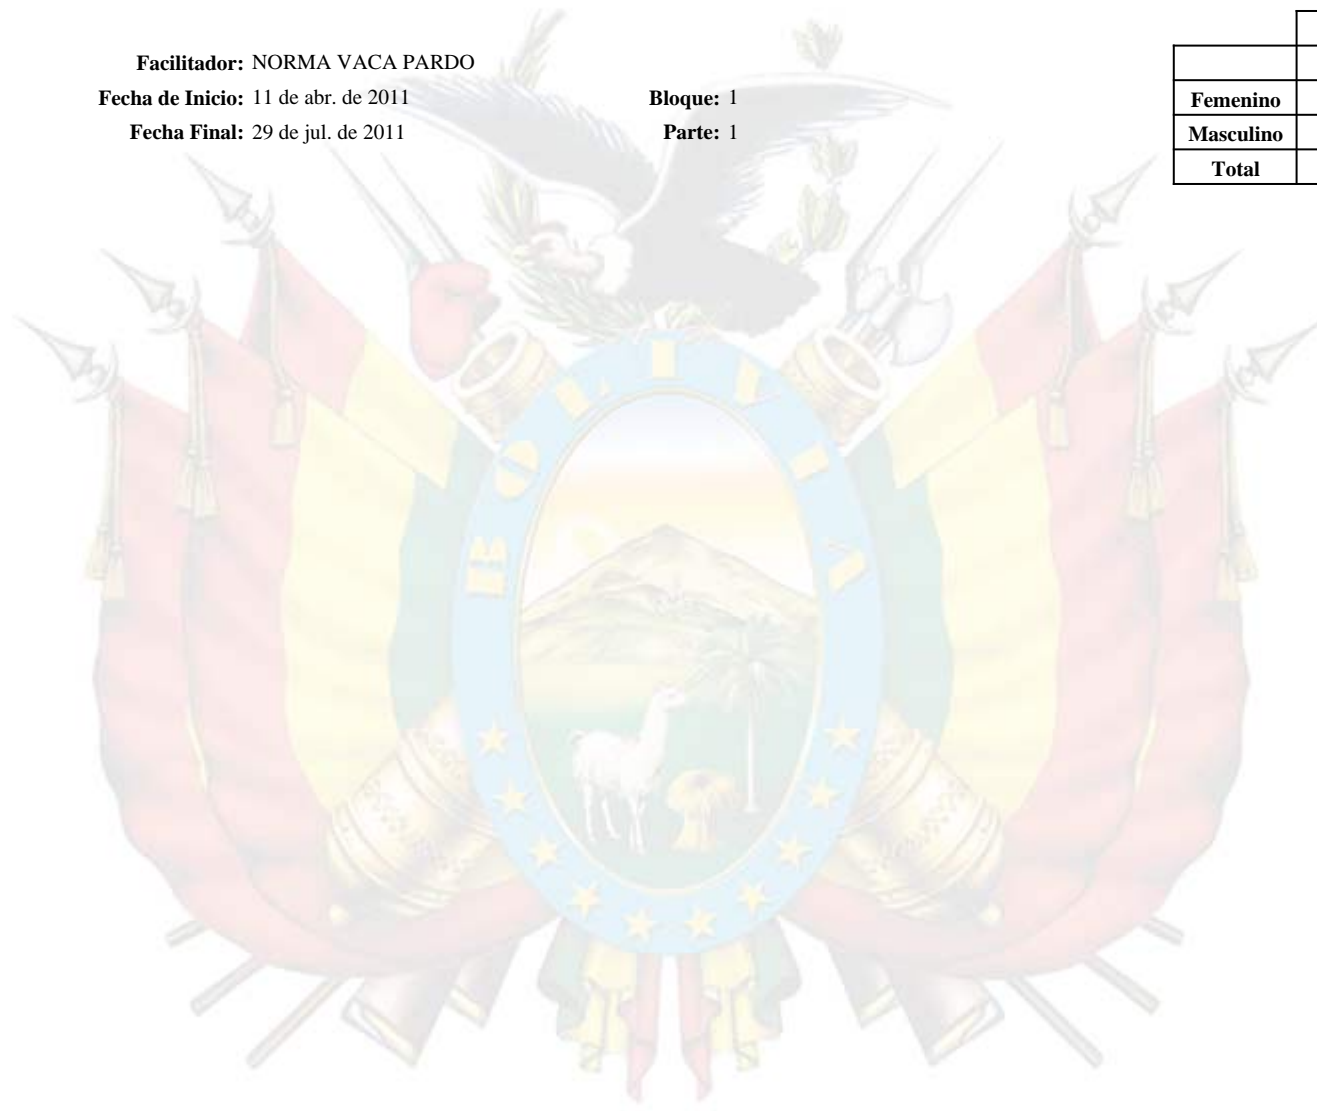 Facilitador: NORMA VACA PARDO
Fecha de Inicio: 11 de abr. de 2011 Bloque: 1
Fecha Final: 29 de jul. de 2011 Parte: 1
Femenino
Masculino
Total
BOLIVIA